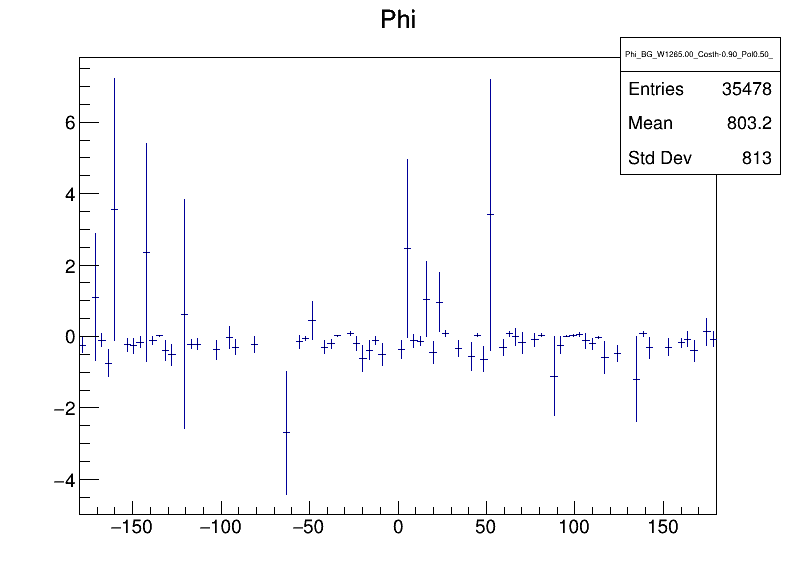 Phi
Phi_BG_W1265.00_Costh-0.90_Pol0.50_
Entries 35478
Mean 803.2
Std Dev 813
6
4
2
0
−2
−4
−150 −100 −50 0 50 100 150